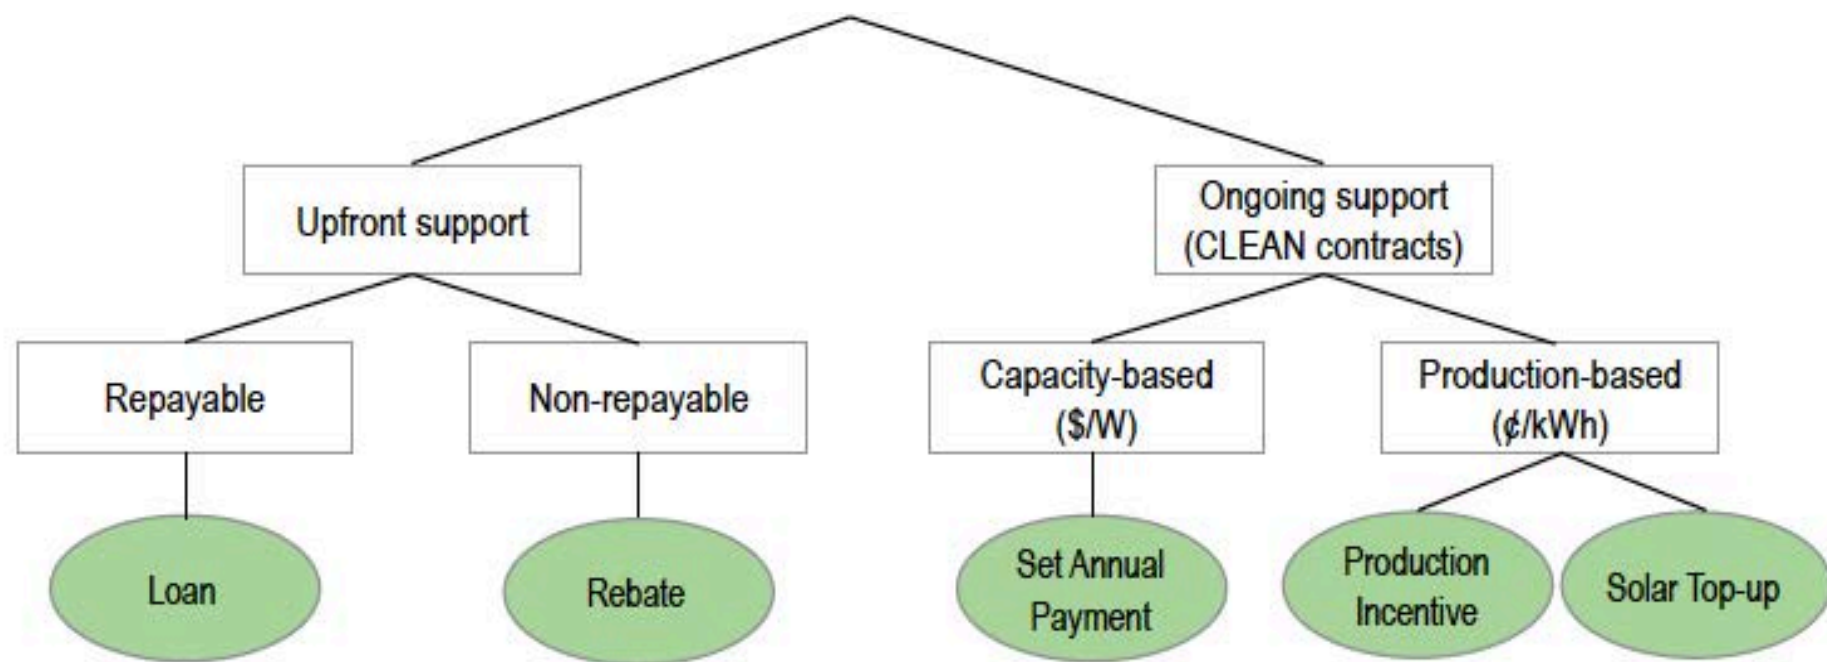 Upfront support
Ongoing support
(CLEAN contracts)
Repayable
Non-repayable
Capacity-based
($/W)
Production-based
(¢/kWh)
Loan
Rebate
Set Annual
Payment
Production
Incentive
Solar Top-up